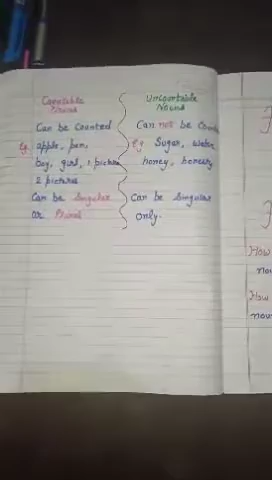 Countable
Nouns
Can be Counted
Eg. apple, pen,
boy, girl, 1 picture
2 pictures
Can be Singular
or Plural
Uncountable
Nouns
Can not be
eg Sugar, water
honey, honesty
Can be Singular
only.
How
How